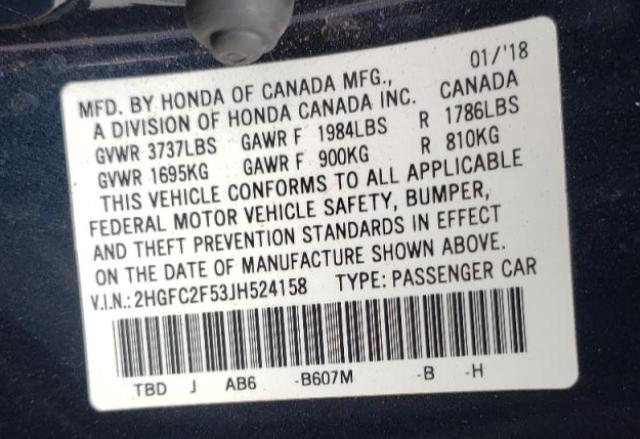 MFD. BY HONDA OF CANADA MFG., 01/'18
A DIVISION OF HONDA CANADA INC. CANADA
GVWR 3737LBS GAWR F 1984LBS R 1786LBS
GVWR 1695KG GAWR F 900KG R 810KG
THIS VEHICLE CONFORMS TO ALL APPLICABLE
FEDERAL MOTOR VEHICLE SAFETY, BUMPER,
AND THEFT PREVENTION STANDARDS IN EFFECT
ON THE DATE OF MANUFACTURE SHOWN ABOVE.
V.I.N.: 2HGFC2F53JH524158 TYPE: PASSENGER CAR
TBD J AB6 -B607M -B -H